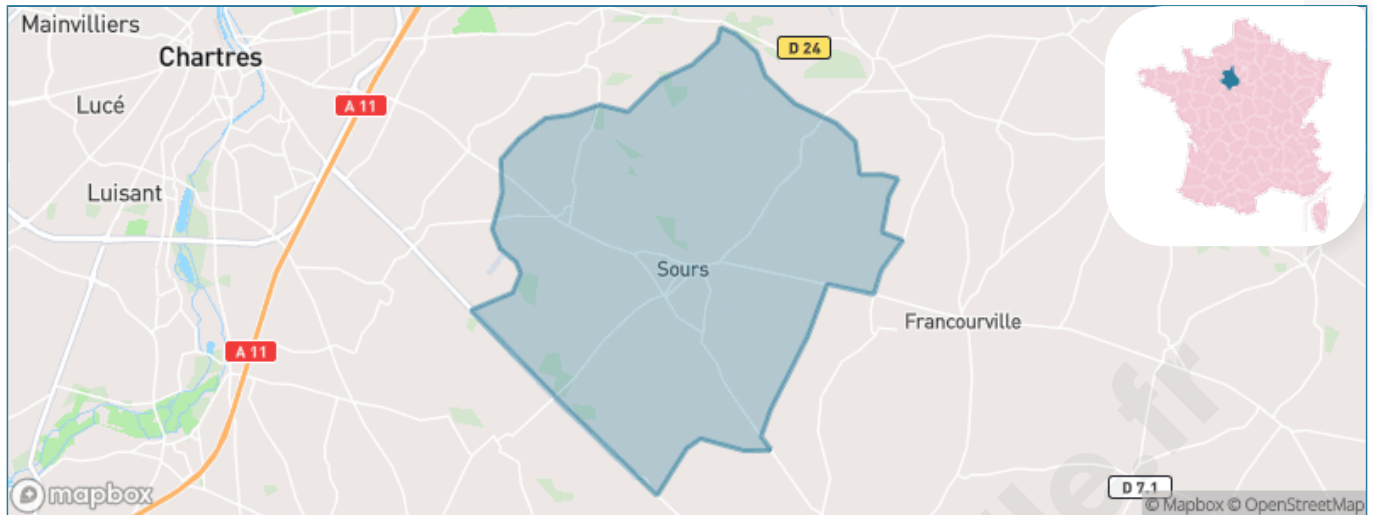 Mainvilliers
Chartres
D 24
Lucé
A 11
Luisant
Sours
Francourville
A 11
D 7.1
mapbox
© Mapbox © OpenStreetMap